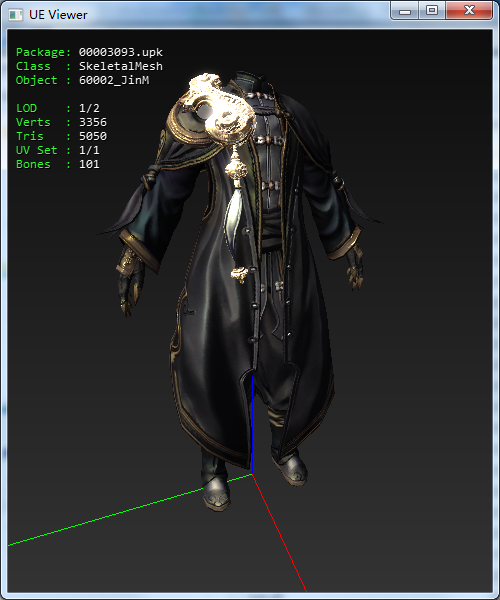 UE Viewer
Package: 00003093.upk
Class : SkeletalMesh
Object : 60002_JinM
LOD : 1/2
Verts : 3356
Tris : 5050
UV Set : 1/1
Bones : 101